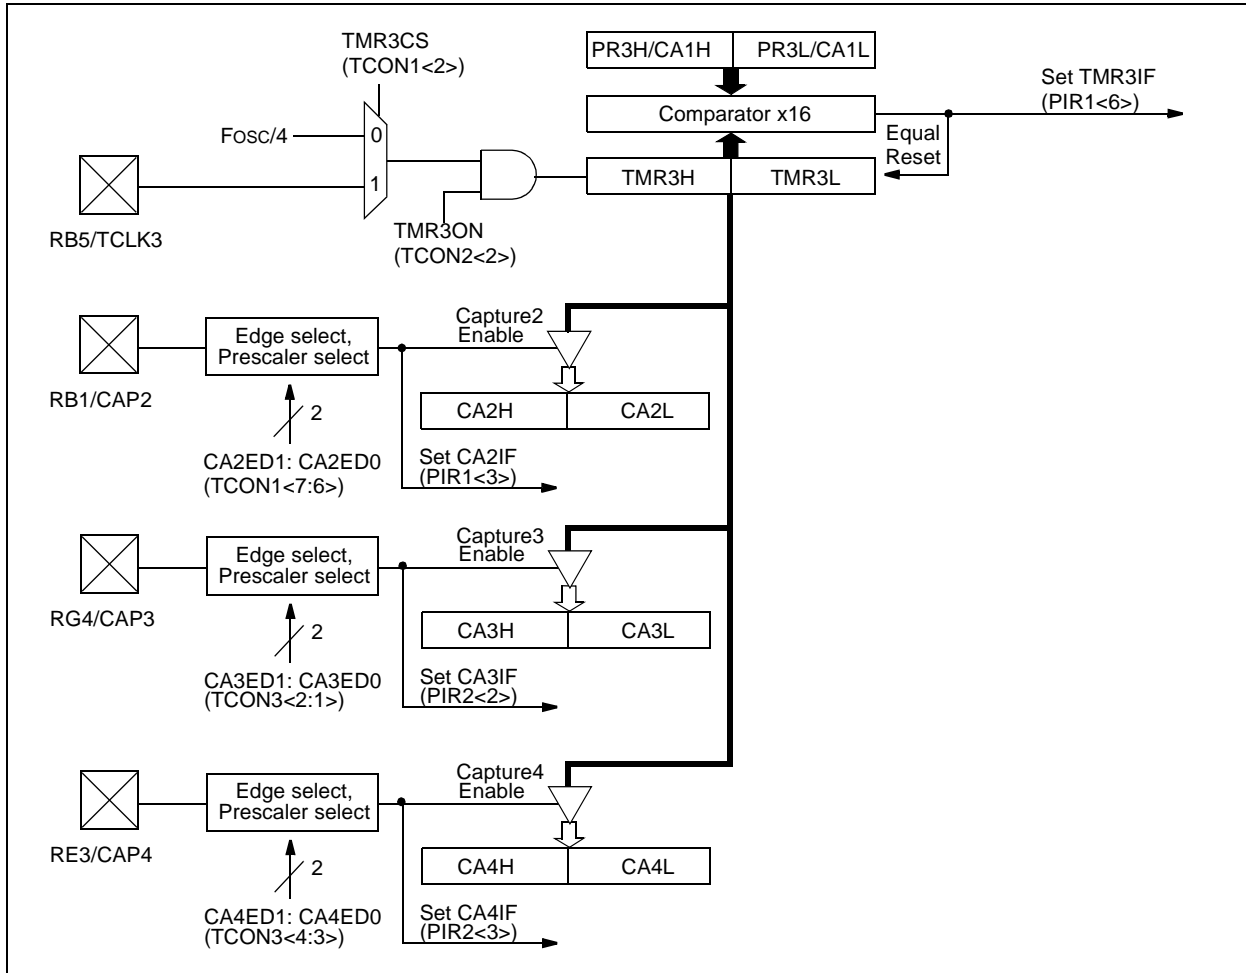 TMR3CS
(TCON1<2>)
PR3H/CA1H
PR3L/CA1L
Set TMR3IF
(PIR1<6>)
Comparator x16
FOSC/4
0
1
Equal
Reset
TMR3H
TMR3L
RB5/TCLK3
TMR3ON
(TCON2<2>)
Capture2
Enable
Edge select,
Prescaler select
RB1/CAP2
2
CA2H
CA2L
CA2ED1: CA2ED0
(TCON1<7:6>)
Set CA2IF
(PIR1<3>)
Capture3
Enable
Edge select,
Prescaler select
RG4/CAP3
2
CA3H
CA3L
CA3ED1: CA3ED0
(TCON3<2:1>)
Set CA3IF
(PIR2<2>)
Capture4
Enable
Edge select,
Prescaler select
RE3/CAP4
2
CA4H
CA4L
CA4ED1: CA4ED0
(TCON3<4:3>)
Set CA4IF
(PIR2<3>)